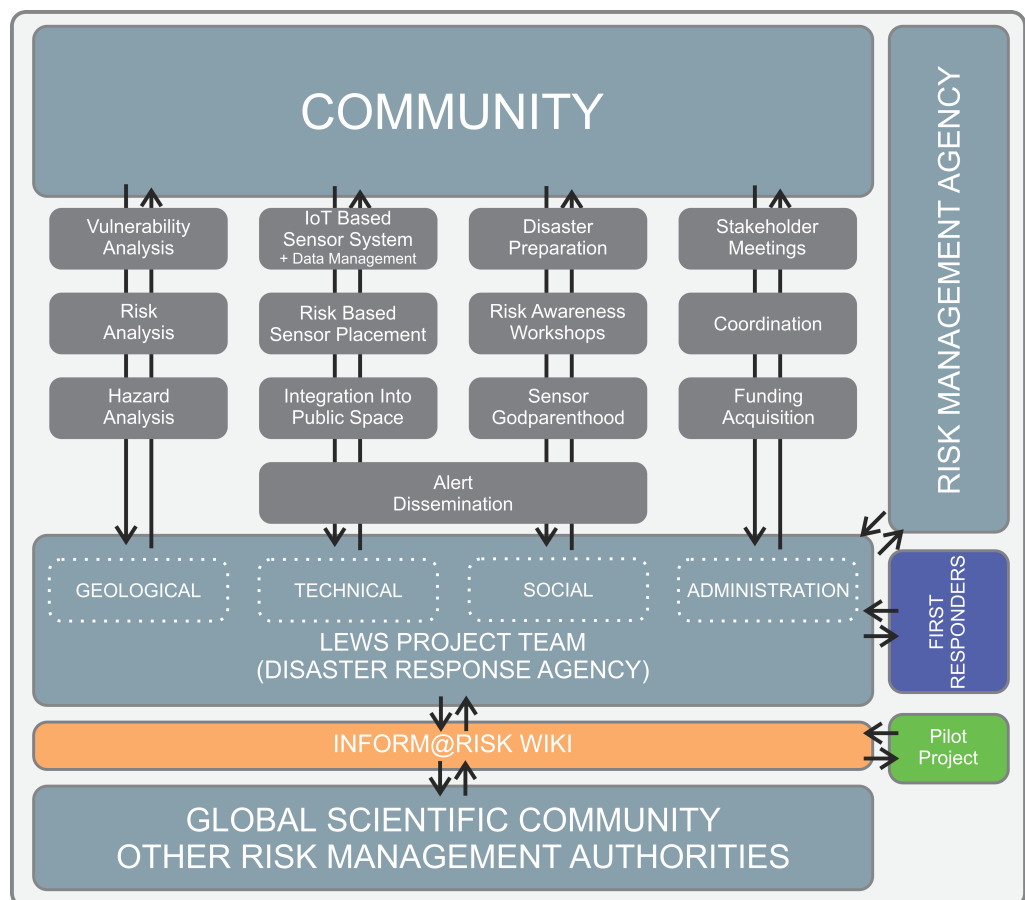 COMMUNITY
RISK MANAGEMENT AGENCY
Vulnerability
Analysis
IoT Based
Sensor System
+ Data Management
Disaster
Preparation
Stakeholder
Meetings
Risk
Analysis
Risk Based
Sensor Placement
Risk Awareness
Workshops
Coordination
Hazard
Analysis
Integration Into
Public Space
Sensor
Godparenthood
Funding
Acquisition
Alert
Dissemination
GEOLOGICAL
TECHNICAL
SOCIAL
ADMINISTRATION
LEWS PROJECT TEAM
(DISASTER RESPONSE AGENCY)
FIRST
RESPONDERS
INFORM@RISK WIKI
Pilot
Project
GLOBAL SCIENTIFIC COMMUNITY
OTHER RISK MANAGEMENT AUTHORITIES